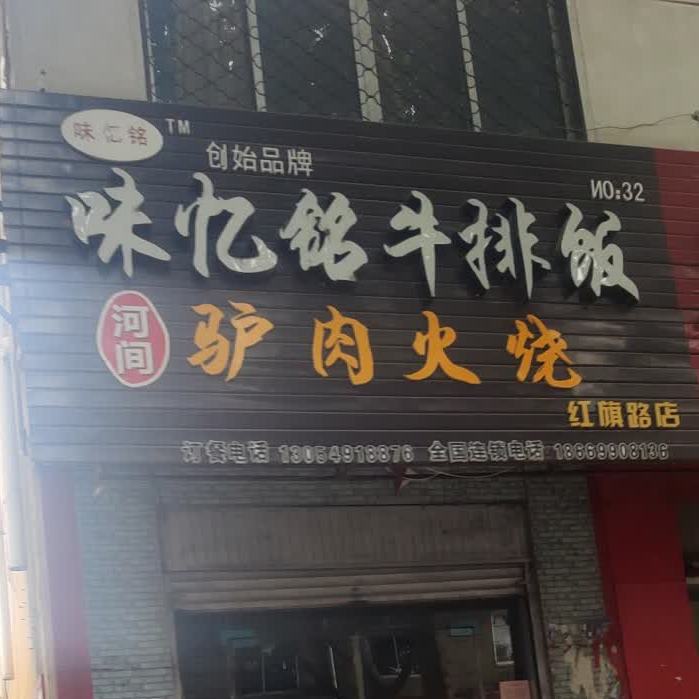 味忆铭 TM
创始品牌
NO:32
味忆铭牛排饭
河间
驴肉火烧
红旗路店
订餐电话 13054918876 全国连锁电话 18669908136